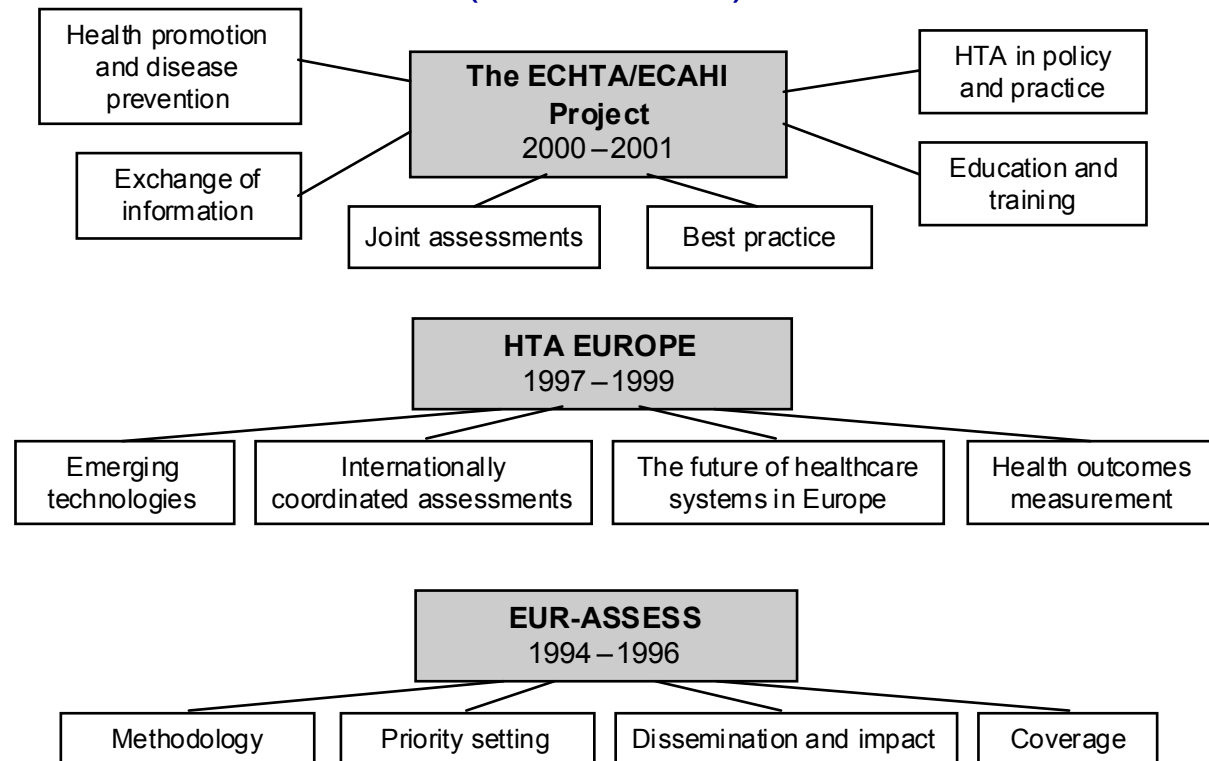 Health promotion
and disease
prevention
The ECHTA/ECAHI
Project
2000–2001
HTA in policy
and practice
Exchange of
information
Education and
training
Joint assessments
Best practice
HTA EUROPE
1997–1999
Emerging
technologies
Internationally
coordinated assessments
The future of healthcare
systems in Europe
Health outcomes
measurement
EUR-ASSESS
1994–1996
Methodology
Priority setting
Dissemination and impact
Coverage